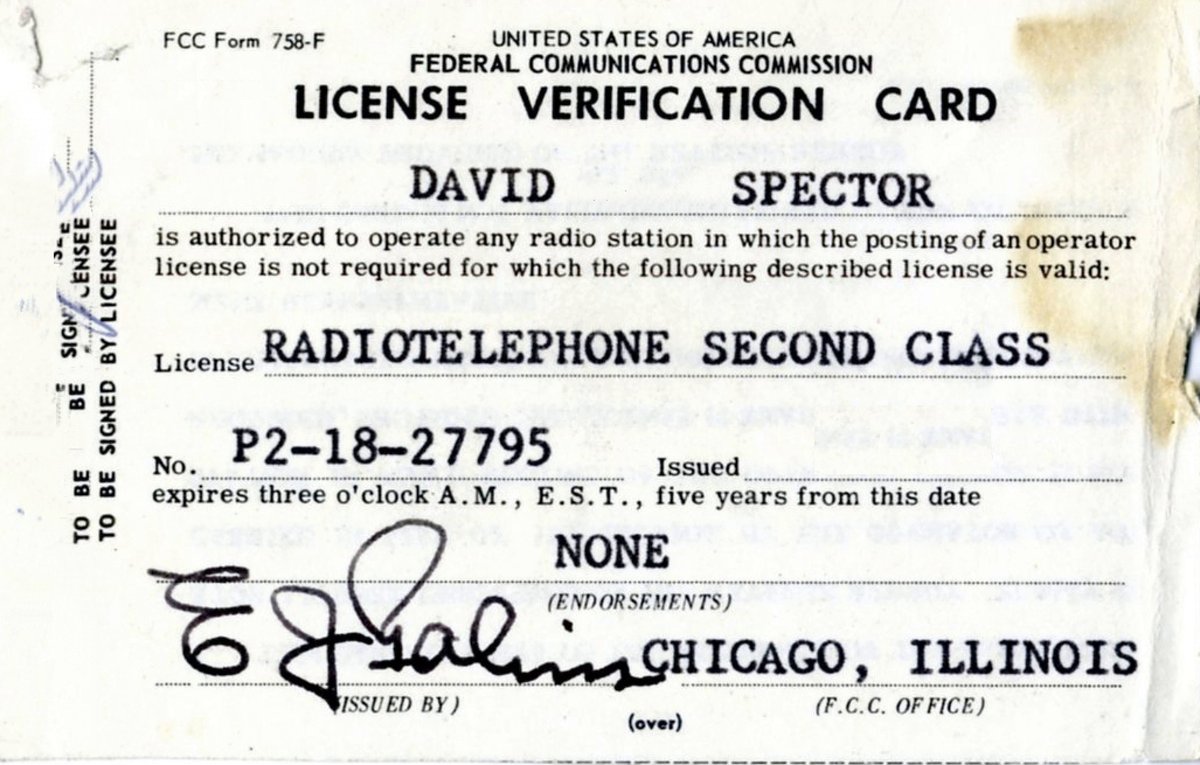 FCC Form 758-F
UNITED STATES OF AMERICA
FEDERAL COMMUNICATIONS COMMISSION
LICENSE VERIFICATION CARD
DAVID SPECTOR
is authorized to operate any radio station in which the posting of an operator
license is not required for which the following described license is valid:
License RADIOTELEPHONE SECOND CLASS
No. P2-18-27795 Issued
expires three o'clock A.M., E.S.T., five years from this date
NONE
(ENDORSEMENTS)
CHICAGO, ILLINOIS
(ISSUED BY) (F.C.C. OFFICE)
(over)
TO BE SIGNED BY LICENSEE